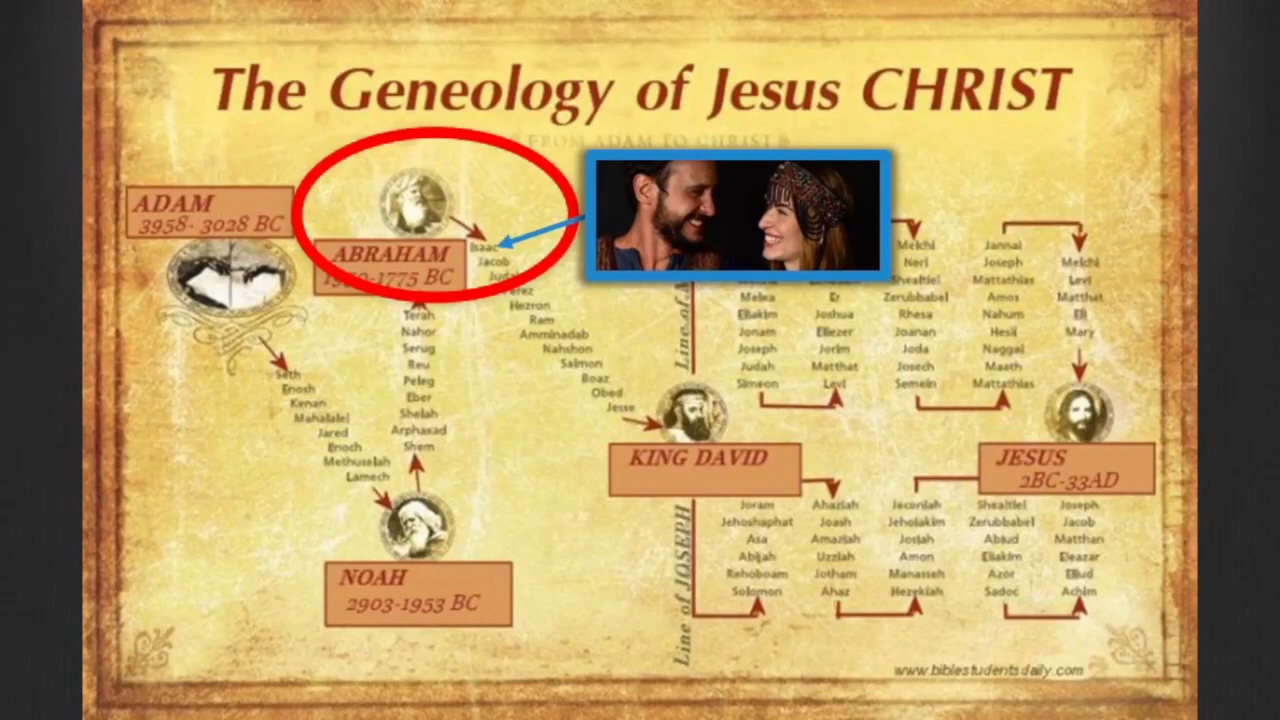 The Geneology of Jesus CHRIST
FROM ADAM TO CHRIST
ADAM
3958- 3028 BC
Seth
Enosh
Kenan
Mahalalel
Jared
Enoch
Methuselah
Lamech
NOAH
2903-1953 BC
ABRAHAM
-1775 BC
Terah
Nahor
Serug
Reu
Peleg
Eber
Shelah
Arphaxad
Shem
Isaac
Jacob
Hezron
Ram
Amminadab
Nahshon
Salmon
Boaz
Obed
Jesse
KING DAVID
Line of
Melea
Eliakim
Jonam
Joseph
Judah
Simeon
Er
Joshua
Eliezer
Jorim
Matthat
Levi
Melchi
Neri
Shealtiel
Zerubbabel
Rhesa
Joanan
Joda
Josech
Semein
Jannai
Joseph
Mattathias
Amos
Nahum
Hesli
Naggai
Maath
Mattathias
Melchi
Levi
Matthat
Eli
Mary
JESUS
2BC-33AD
Line of JOSEPH
Joram
Jehoshaphat
Asa
Abijah
Rehoboam
Solomon
Ahaziah
Joash
Amaziah
Uzziah
Jotham
Ahaz
Jeconiah
Jehoiakim
Josiah
Amon
Manasseh
Hezekiah
Shealtiel
Zerubbabel
Abiud
Eliakim
Azor
Sadoc
Joseph
Jacob
Matthan
Eleazar
Eliud
Achim
www.biblestudentsdaily.com